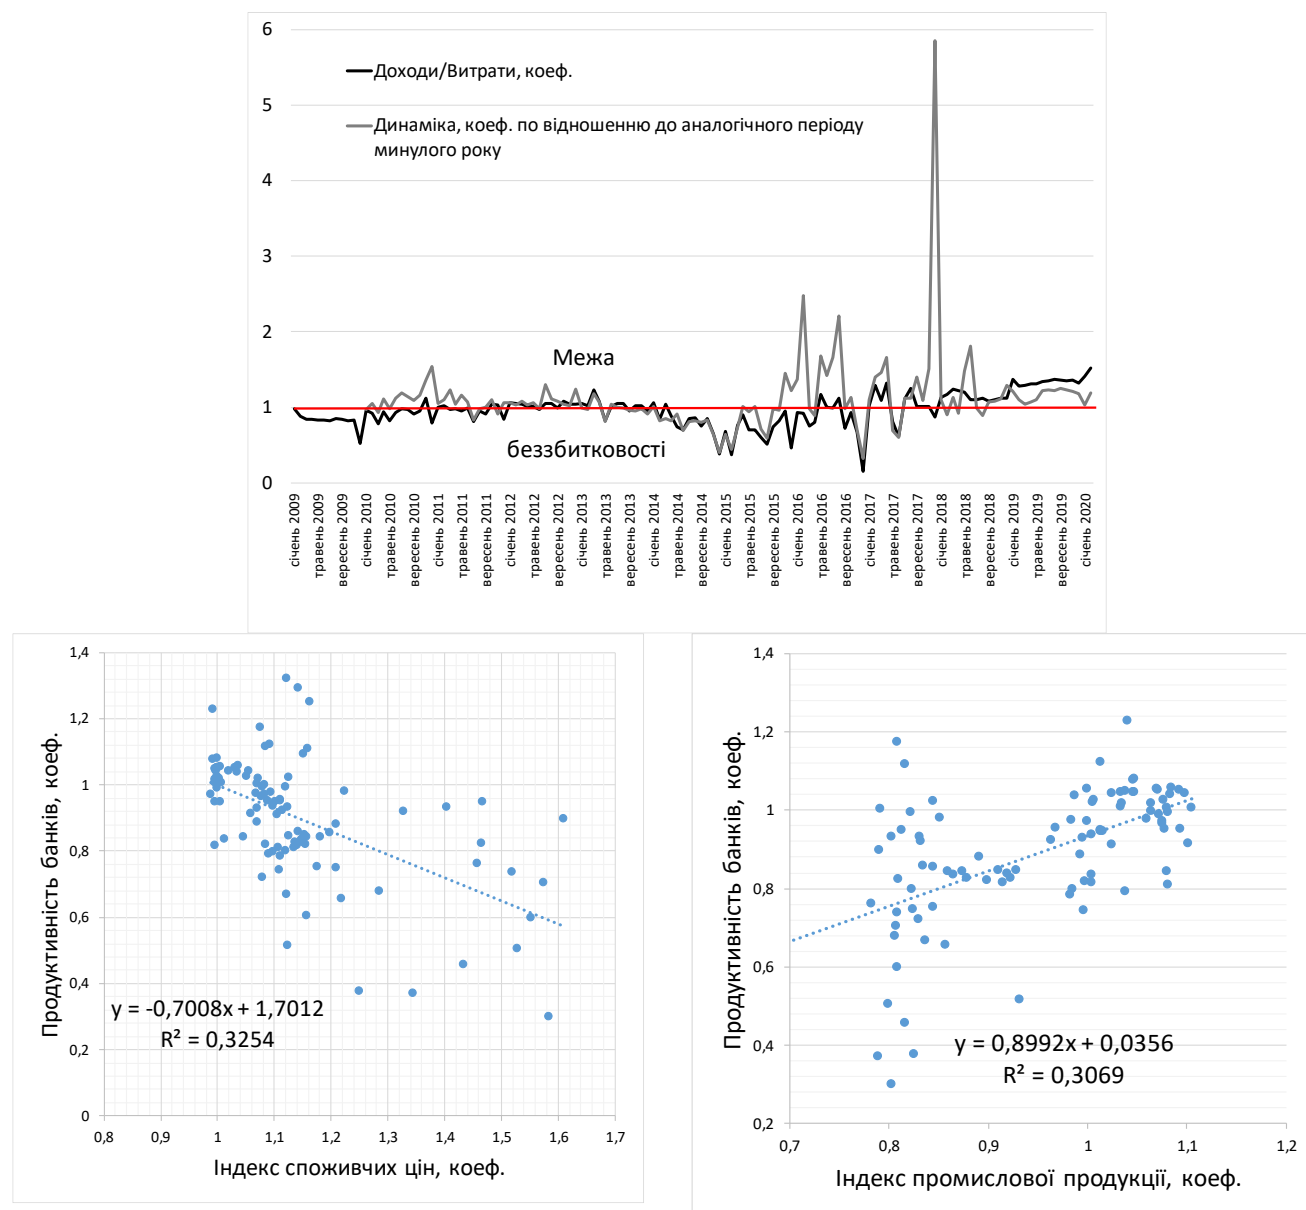 6
5
4
3
2
1
0
Доходи/Витрати, коеф.
Динаміка, коеф. по відношенню до аналогічного періоду
минулого року
Межа
беззбитковості
січень 2009
травень 2009
вересень 2009
січень 2010
травень 2010
вересень 2010
січень 2011
травень 2011
вересень 2011
січень 2012
травень 2012
вересень 2012
січень 2013
травень 2013
вересень 2013
січень 2014
травень 2014
вересень 2014
січень 2015
травень 2015
вересень 2015
січень 2016
травень 2016
вересень 2016
січень 2017
травень 2017
вересень 2017
січень 2018
травень 2018
вересень 2018
січень 2019
травень 2019
вересень 2019
січень 2020
Продуктивність банків, коеф.
1,4
1,2
1
0,8
0,6
0,4
0,2
0
y = -0,7008x + 1,7012
R² = 0,3254
0,8
0,9
1
1,1
1,2
1,3
1,4
1,5
1,6
1,7
Індекс споживчих цін, коеф.
Продуктивність банків, коеф.
1,4
1,2
1
0,8
0,6
0,4
0,2
y = 0,8992x + 0,0356
R² = 0,3069
0,7
0,8
0,9
1
1,1
1,2
Індекс промислової продукції, коеф.